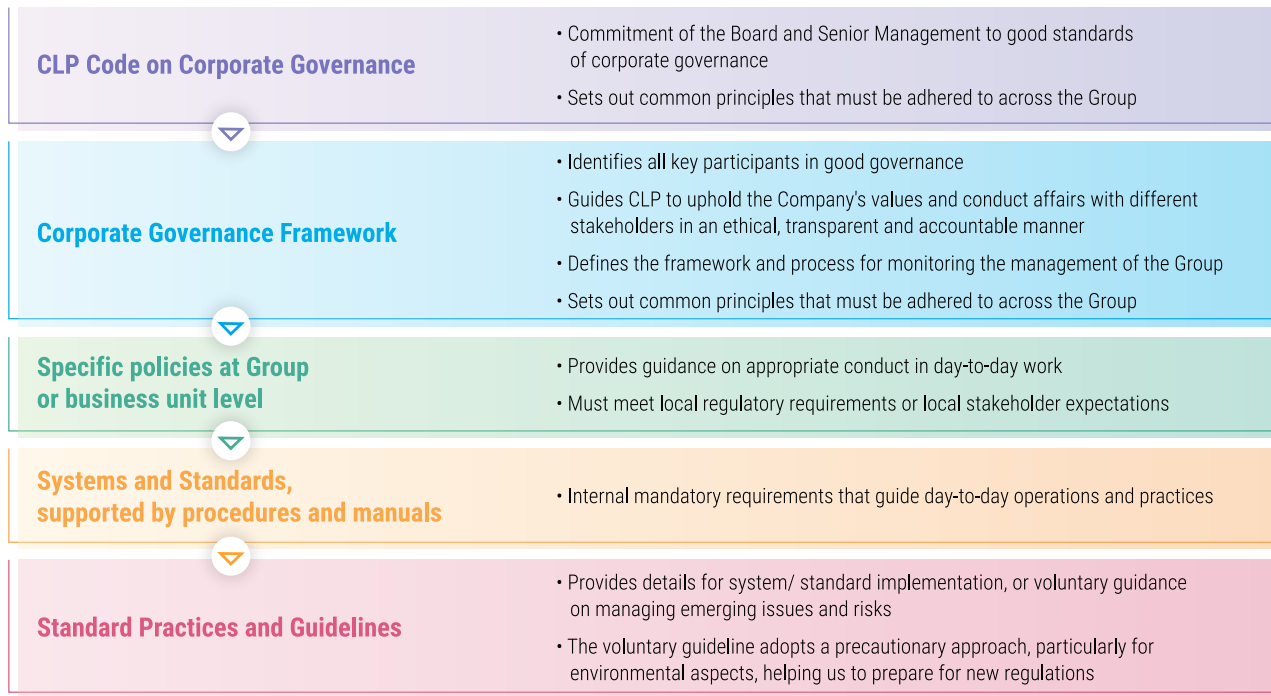 CLP Code on Corporate Governance
• Commitment of the Board and Senior Management to good standards
of corporate governance
• Sets out common principles that must be adhered to across the Group
Corporate Governance Framework
• Identifies all key participants in good governance
• Guides CLP to uphold the Company's values and conduct affairs with different
stakeholders in an ethical, transparent and accountable manner
• Defines the framework and process for monitoring the management of the Group
• Sets out common principles that must be adhered to across the Group
Specific policies at Group
or business unit level
• Provides guidance on appropriate conduct in day-to-day work
• Must meet local regulatory requirements or local stakeholder expectations
Systems and Standards,
supported by procedures and manuals
• Internal mandatory requirements that guide day-to-day operations and practices
Standard Practices and Guidelines
• Provides details for system/ standard implementation, or voluntary guidance
on managing emerging issues and risks
• The voluntary guideline adopts a precautionary approach, particularly for
environmental aspects, helping us to prepare for new regulations